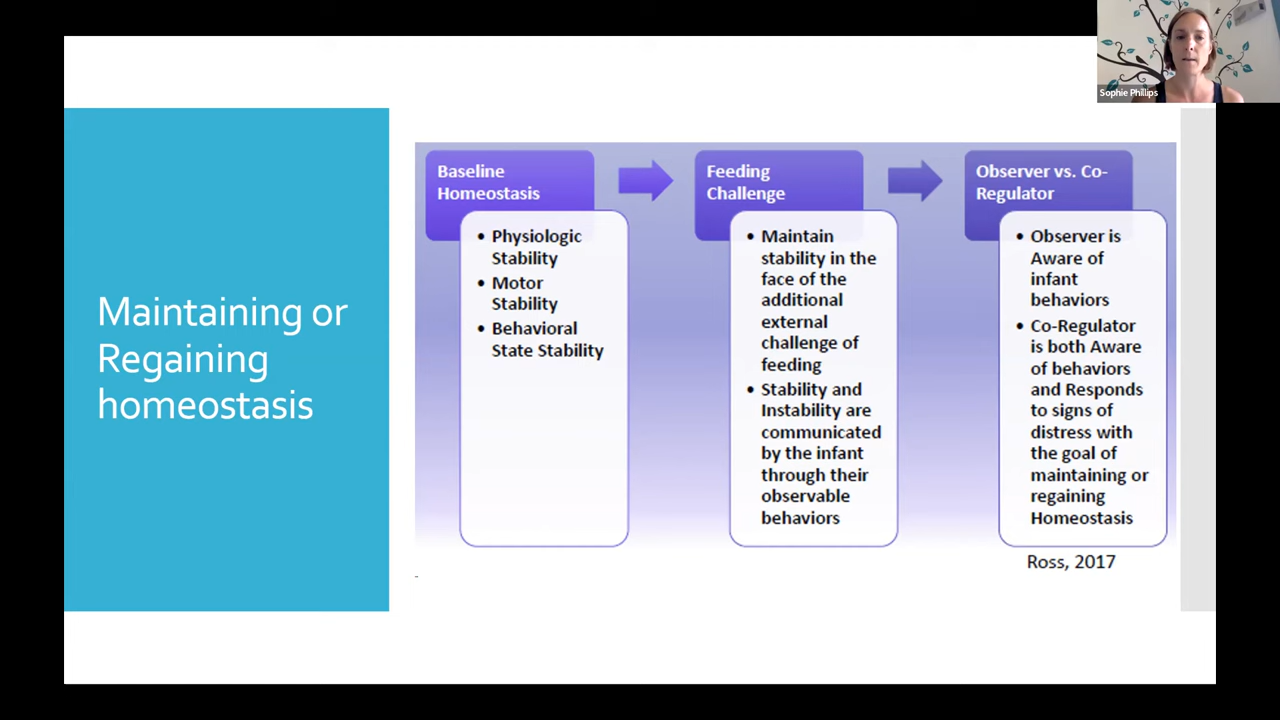 Sophie Phillips
Maintaining or
Regaining
homeostasis
Baseline
Homeostasis
• Physiologic
Stability
• Motor
Stability
• Behavioral
State Stability
Feeding
Challenge
• Maintain
stability in the
face of the
additional
external
challenge of
feeding
• Stability and
Instability are
communicated
by the infant
through their
observable
behaviors
Observer vs. Co-
Regulator
• Observer is
Aware of
infant
behaviors
• Co-Regulator
is both Aware
of behaviors
and Responds
to signs of
distress with
the goal of
maintaining or
regaining
Homeostasis
Ross, 2017